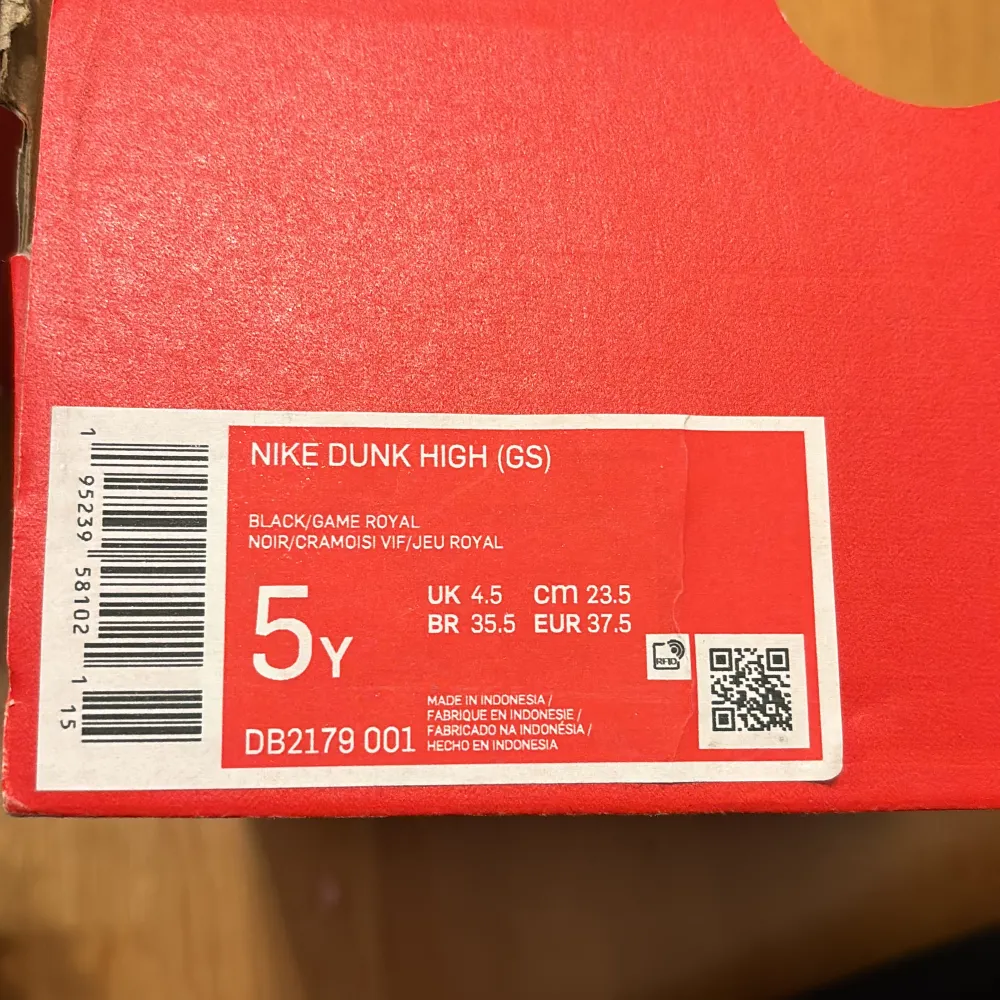 NIKE DUNK HIGH (GS)
BLACK/GAME ROYAL
NOIR/CRAMOISI VIF/JEU ROYAL
5Y
UK 4.5 cm 23.5
BR 35.5 EUR 37.5
RFID
MADE IN INDONESIA /
FABRIQUE EN INDONESIE /
FABRICADO NA INDONÉSIA /
HECHO EN INDONESIA
DB2179 001
1 95239 58102 1 15